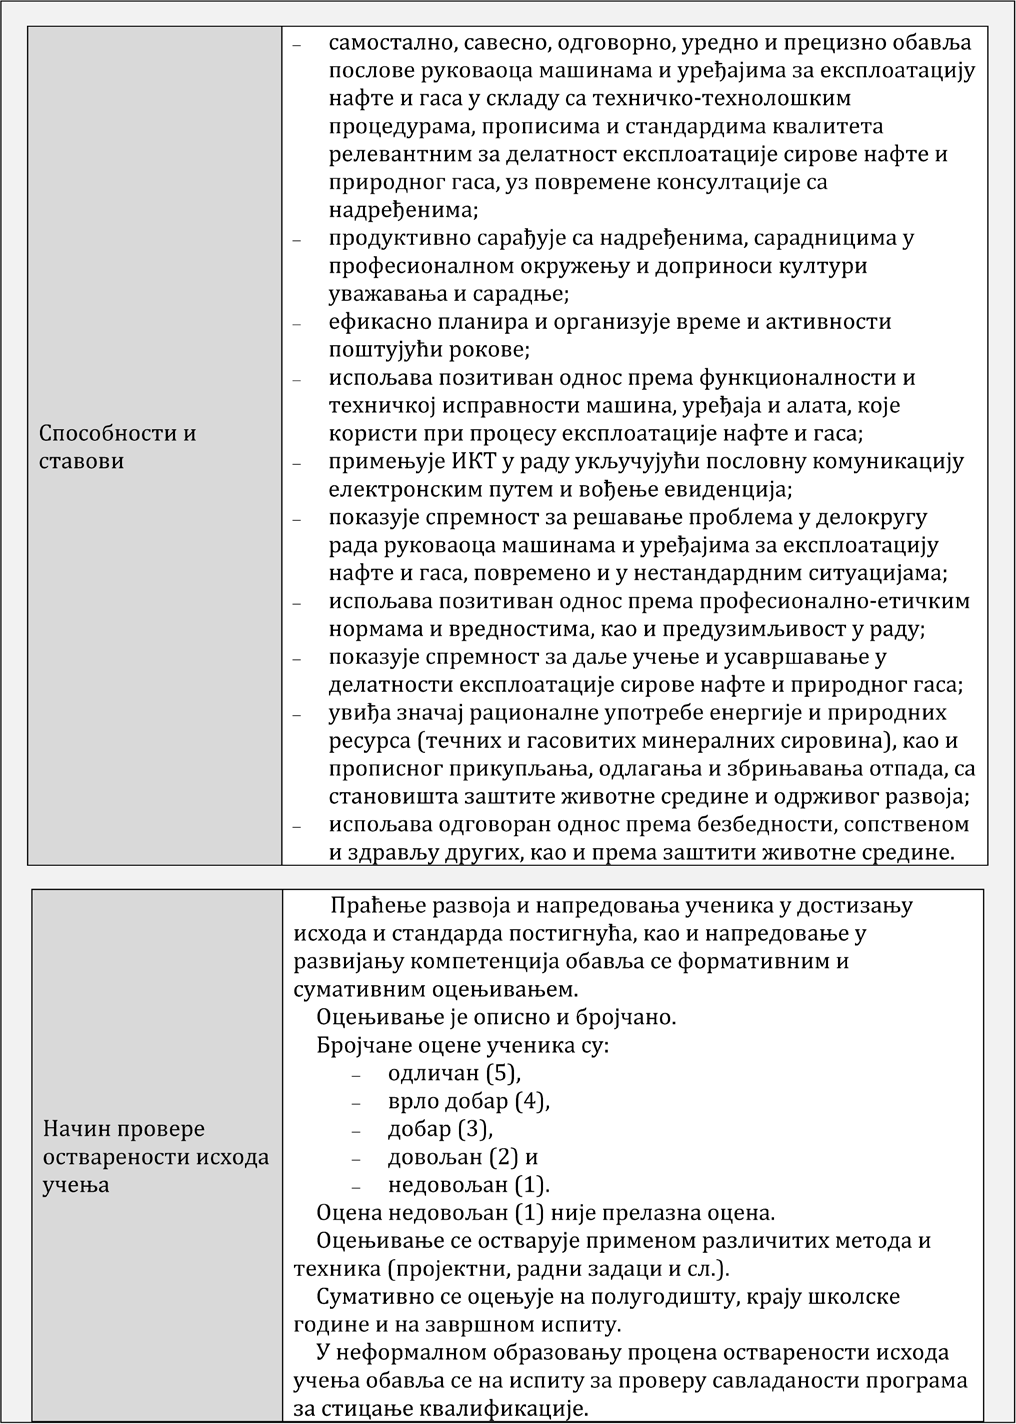 Способности и
ставови
– самостално, савесно, одговорно, уредно и прецизно обавља
послове руковаоца машинама и уређајима за експлоатацију
нафте и гаса у складу са техничко-технолошким
процедурама, прописима и стандардима квалитета
релевантним за делатност експлоатације сирове нафте и
природног гаса, уз повремене консултације са
надређенима;
– продуктивно сарађује са надређенима, сарадницима у
професионалном окружењу и доприноси култури
уважавања и сарадње;
– ефикасно планира и организује време и активности
поштујући рокове;
– испољава позитиван однос према функционалности и
техничкој исправности машина, уређаја и алата, које
користи при процесу експлоатације нафте и гаса;
– примењује ИКТ у раду укључујући пословну комуникацију
електронским путем и вођење евиденција;
– показује спремност за решавање проблема у делокругу
рада руковаоца машинама и уређајима за експлоатацију
нафте и гаса, повремено и у нестандардним ситуацијама;
– испољава позитиван однос према професионално-етичким
нормама и вредностима, као и предузимљивост у раду;
– показује спремност за даље учење и усавршавање у
делатности експлоатације сирове нафте и природног гаса;
– увиђа значај рационалне употребе енергије и природних
ресурса (течних и гасовитих минералних сировина), као и
прописног прикупљања, одлагања и збрињавања отпада, са
становишта заштите животне средине и одрживог развоја;
– испољава одговоран однос према безбедности, сопственом
и здрављу других, као и према заштити животне средине.
Начин провере
остварености исхода
учења
Праћење развоја и напредовања ученика у достизању
исхода и стандарда постигнућа, као и напредовање у
развијању компетенција обавља се формативним и
сумативним оцењивањем.
Оцењивање је описно и бројчано.
Бројчане оцене ученика су:
– одличан (5),
– врло добар (4),
– добар (3),
– довољан (2) и
– недовољан (1).
Оцена недовољан (1) није прелазна оцена.
Оцењивање се остварује применом различитих метода и
техника (пројектни, радни задаци и сл.).
Сумативно се оцењује на полугодишту, крају школске
године и на завршном испиту.
У неформалном образовању процена остварености исхода
учења обавља се на испиту за проверу савладаности програма
за стицање квалификације.